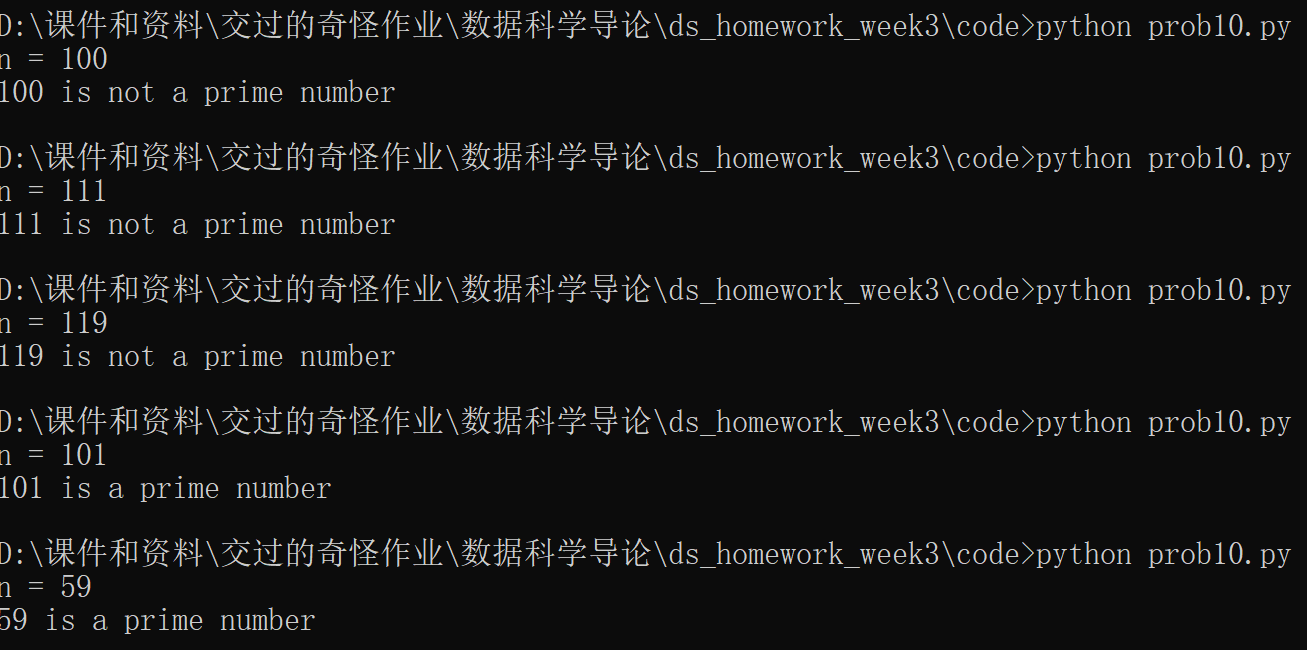 D:\课件和资料\交过的奇怪作业\数据科学导论\ds_homework_week3\code>python prob10.py
n = 100
100 is not a prime number
D:\课件和资料\交过的奇怪作业\数据科学导论\ds_homework_week3\code>python prob10.py
n = 111
111 is not a prime number
D:\课件和资料\交过的奇怪作业\数据科学导论\ds_homework_week3\code>python prob10.py
n = 119
119 is not a prime number
D:\课件和资料\交过的奇怪作业\数据科学导论\ds_homework_week3\code>python prob10.py
n = 101
101 is a prime number
D:\课件和资料\交过的奇怪作业\数据科学导论\ds_homework_week3\code>python prob10.py
n = 59
59 is a prime number